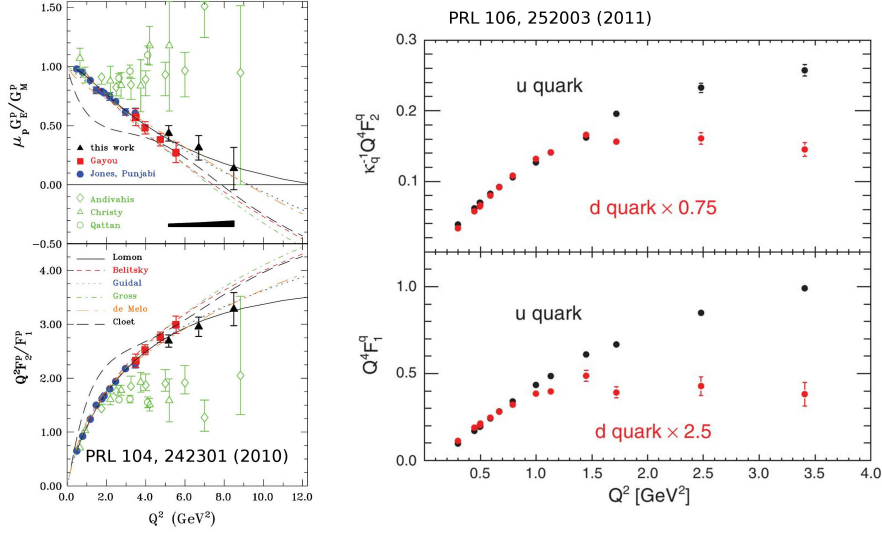 PRL 106, 252003 (2011)
1.50
1.00
0.50
0.00
−0.50
μpGEᵖ/GMᵖ
this work
Gayou
Jones, Punjabi
Andivahis
Christy
Qattan
4.00
3.00
2.00
1.00
0.00
Q²F₂ᵖ/F₁ᵖ
Lomon
Belitsky
Guidal
Gross
de Melo
Cloet
PRL 104, 242301 (2010)
0.0 2.0 4.0 6.0 8.0 10.0 12.0
Q² (GeV²)
0.3
0.2
0.1
κq⁻¹Q⁴F₂q
u quark
d quark × 0.75
1.0
0.5
0.0
Q⁴F₁q
u quark
d quark × 2.5
0.5 1.0 1.5 2.0 2.5 3.0 3.5 4.0
Q² [GeV²]